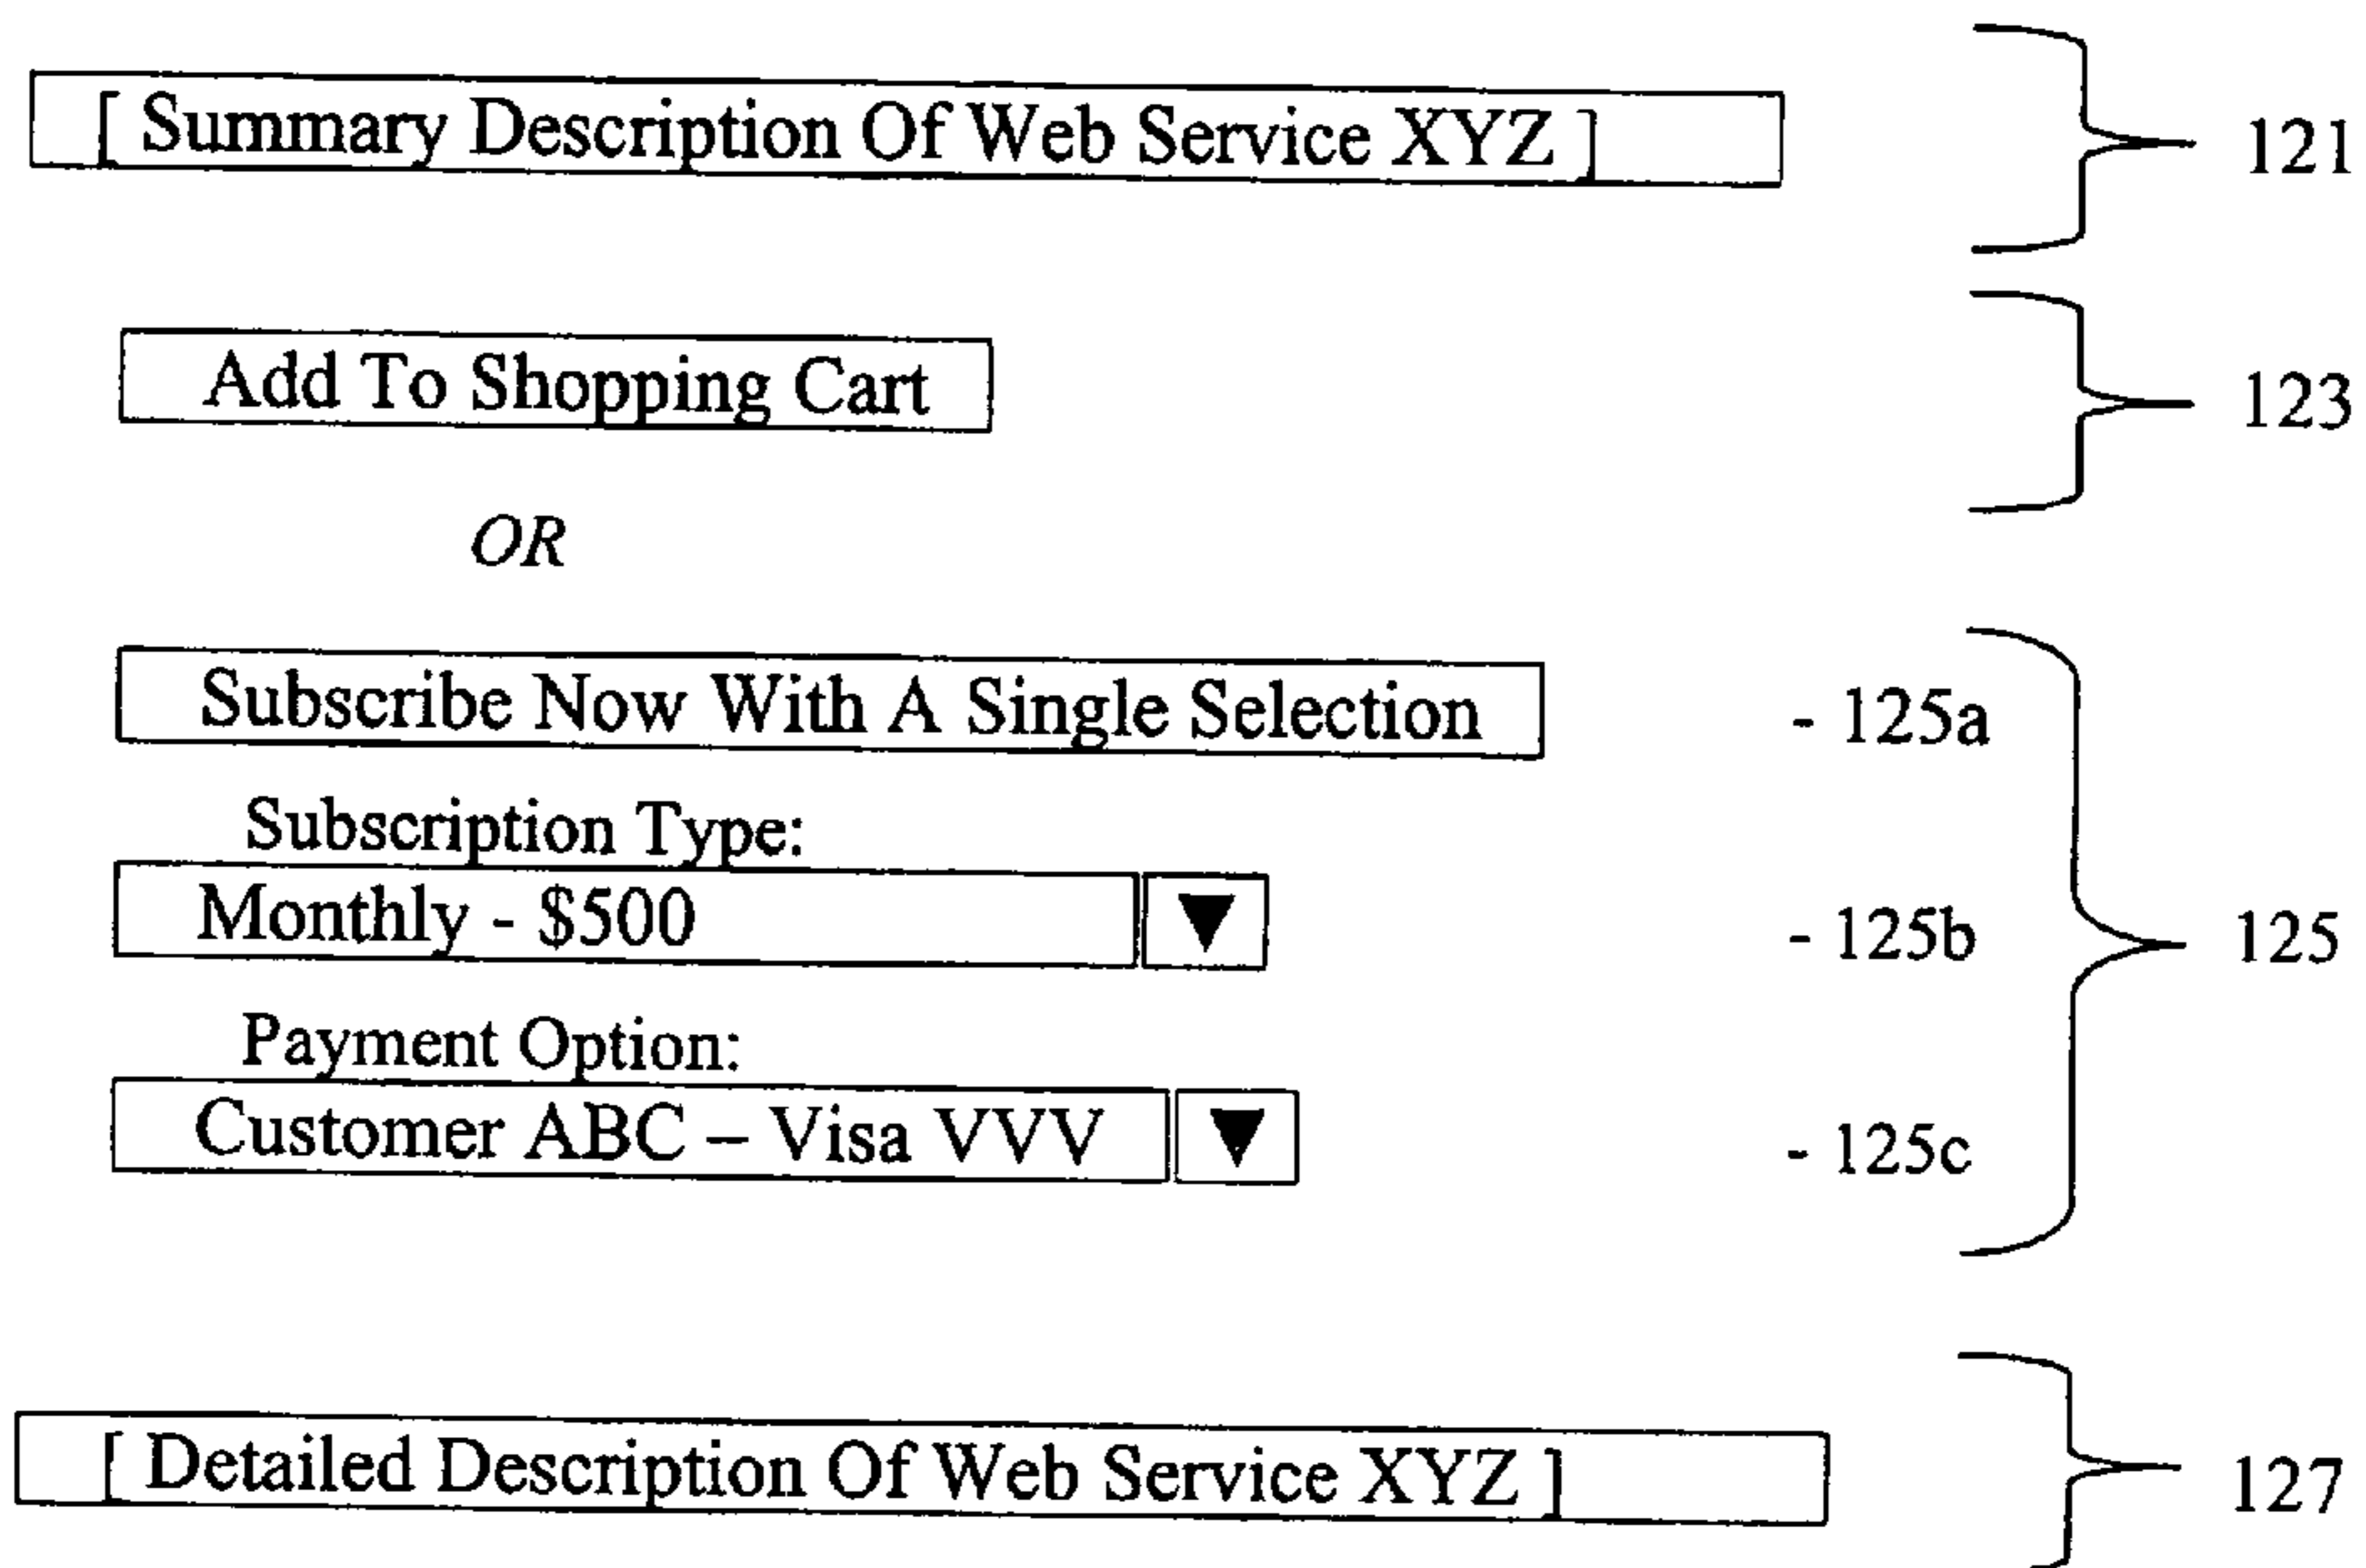 [ Summary Description Of Web Service XYZ ] 121
Add To Shopping Cart 123
OR
Subscribe Now With A Single Selection - 125a
Subscription Type:
Monthly - $500 - 125b 125
Payment Option:
Customer ABC – Visa VVV - 125c
[ Detailed Description Of Web Service XYZ ] 127